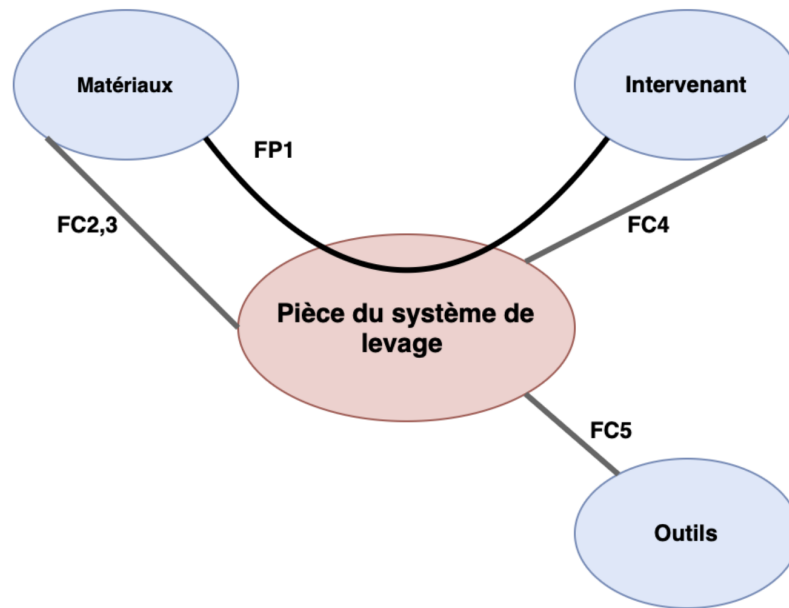 Matériaux
Intervenant
FP1
FC2,3
FC4
Pièce du système de
levage
FC5
Outils